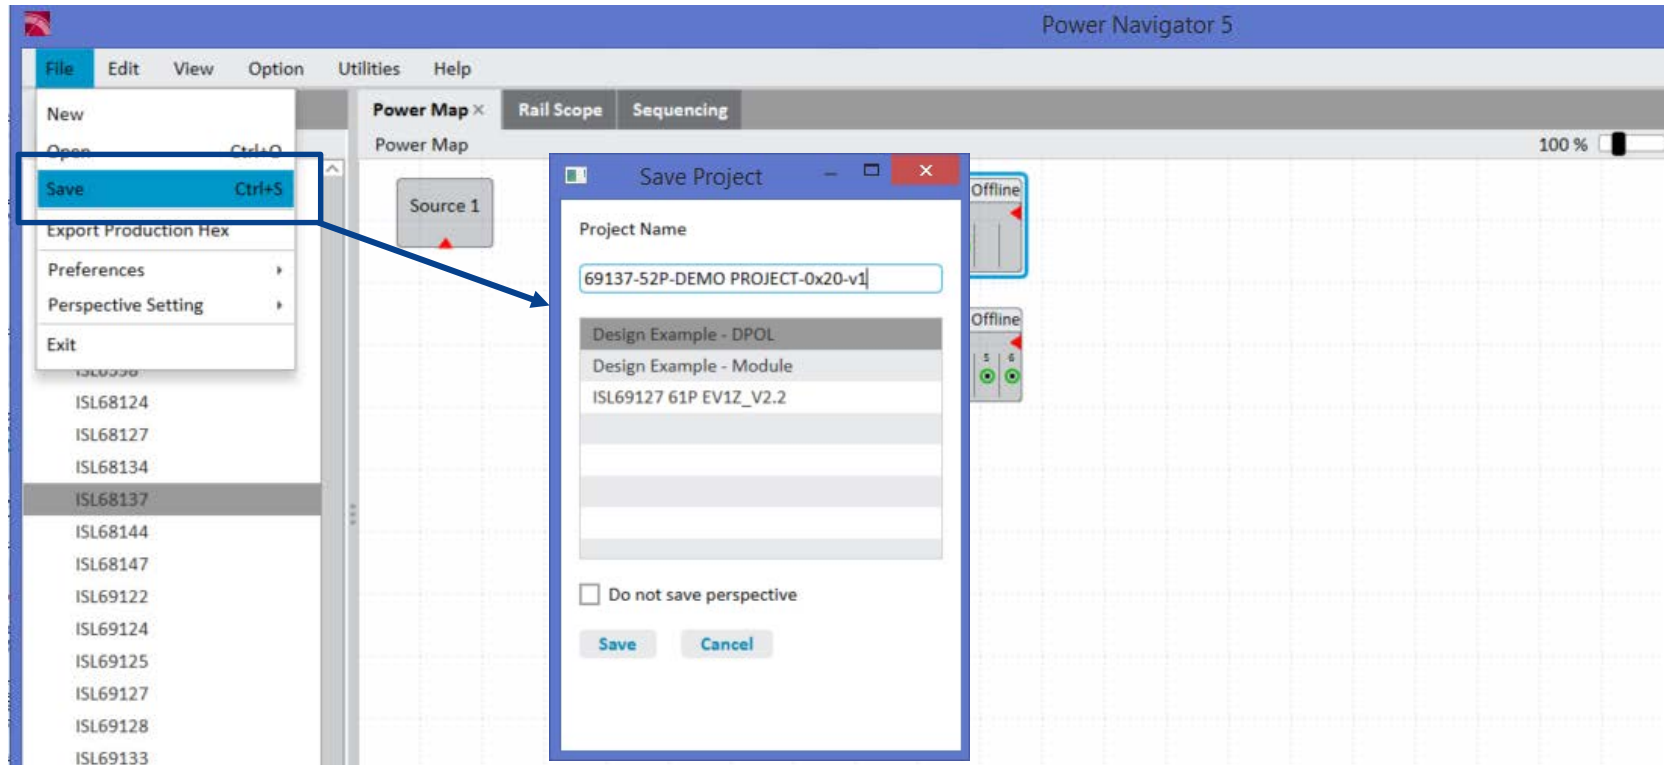 Power Navigator 5
File Edit View Option Utilities Help
New
Open Ctrl+O
Save Ctrl+S
Export Production Hex
Preferences
Perspective Setting
Exit
ISL68124
ISL68127
ISL68134
ISL68137
ISL68144
ISL68147
ISL69122
ISL69124
ISL69125
ISL69127
ISL69128
ISL69133
Power Map × Rail Scope Sequencing
Power Map 100 %
Source 1
Save Project
Project Name
69137-52P-DEMO PROJECT-0x20-v1
Design Example - DPOL
Design Example - Module
ISL69127 61P EV1Z_V2.2
Do not save perspective
Save Cancel
Offline
Offline
5 6